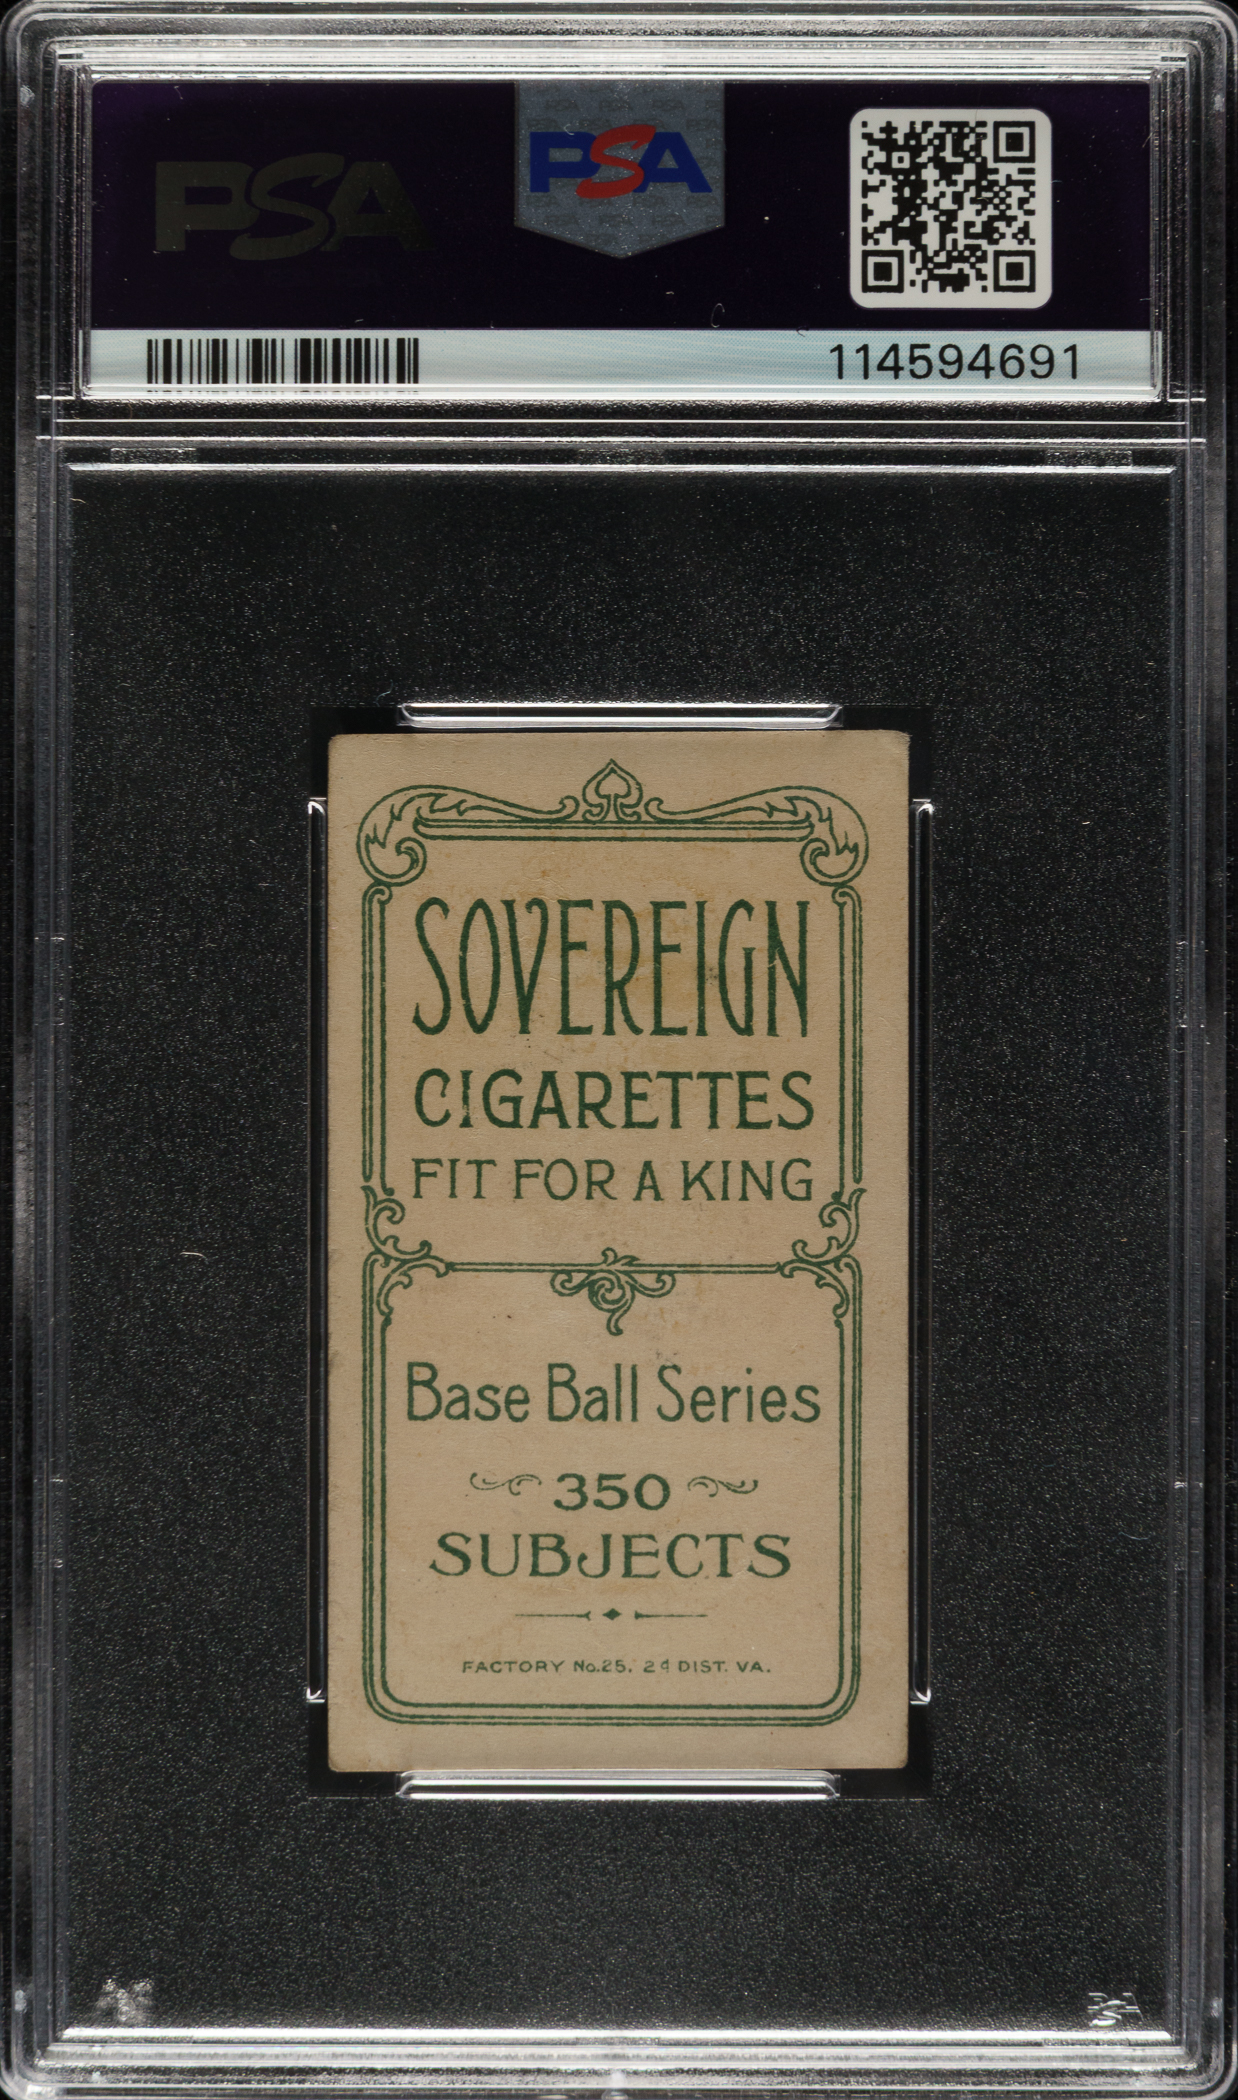 PSA
PSA
114594691
SOVEREIGN
CIGARETTES
FIT FOR A KING
Base Ball Series
350
SUBJECTS
FACTORY No.25, 2d DIST. VA.
PSA